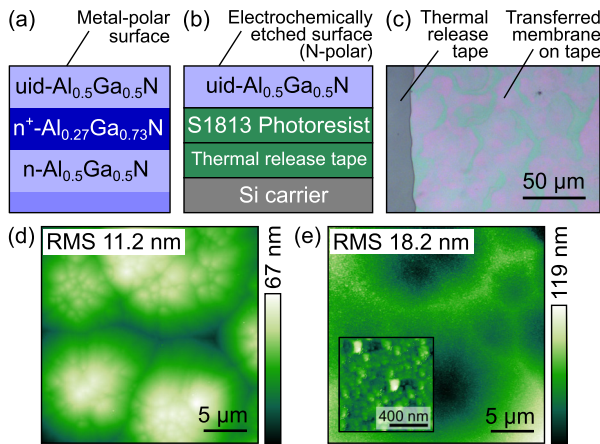 (a) Metal-polar
surface
uid-Al0.5Ga0.5N
n+-Al0.27Ga0.73N
n-Al0.5Ga0.5N
(b) Electrochemically
etched surface
(N-polar)
uid-Al0.5Ga0.5N
S1813 Photoresist
Thermal release tape
Si carrier
(c) Thermal
release
tape
Transferred
membrane
on tape
50 µm
(d)
RMS 11.2 nm
5 µm
67 nm
(e)
RMS 18.2 nm
400 nm
5 µm
119 nm